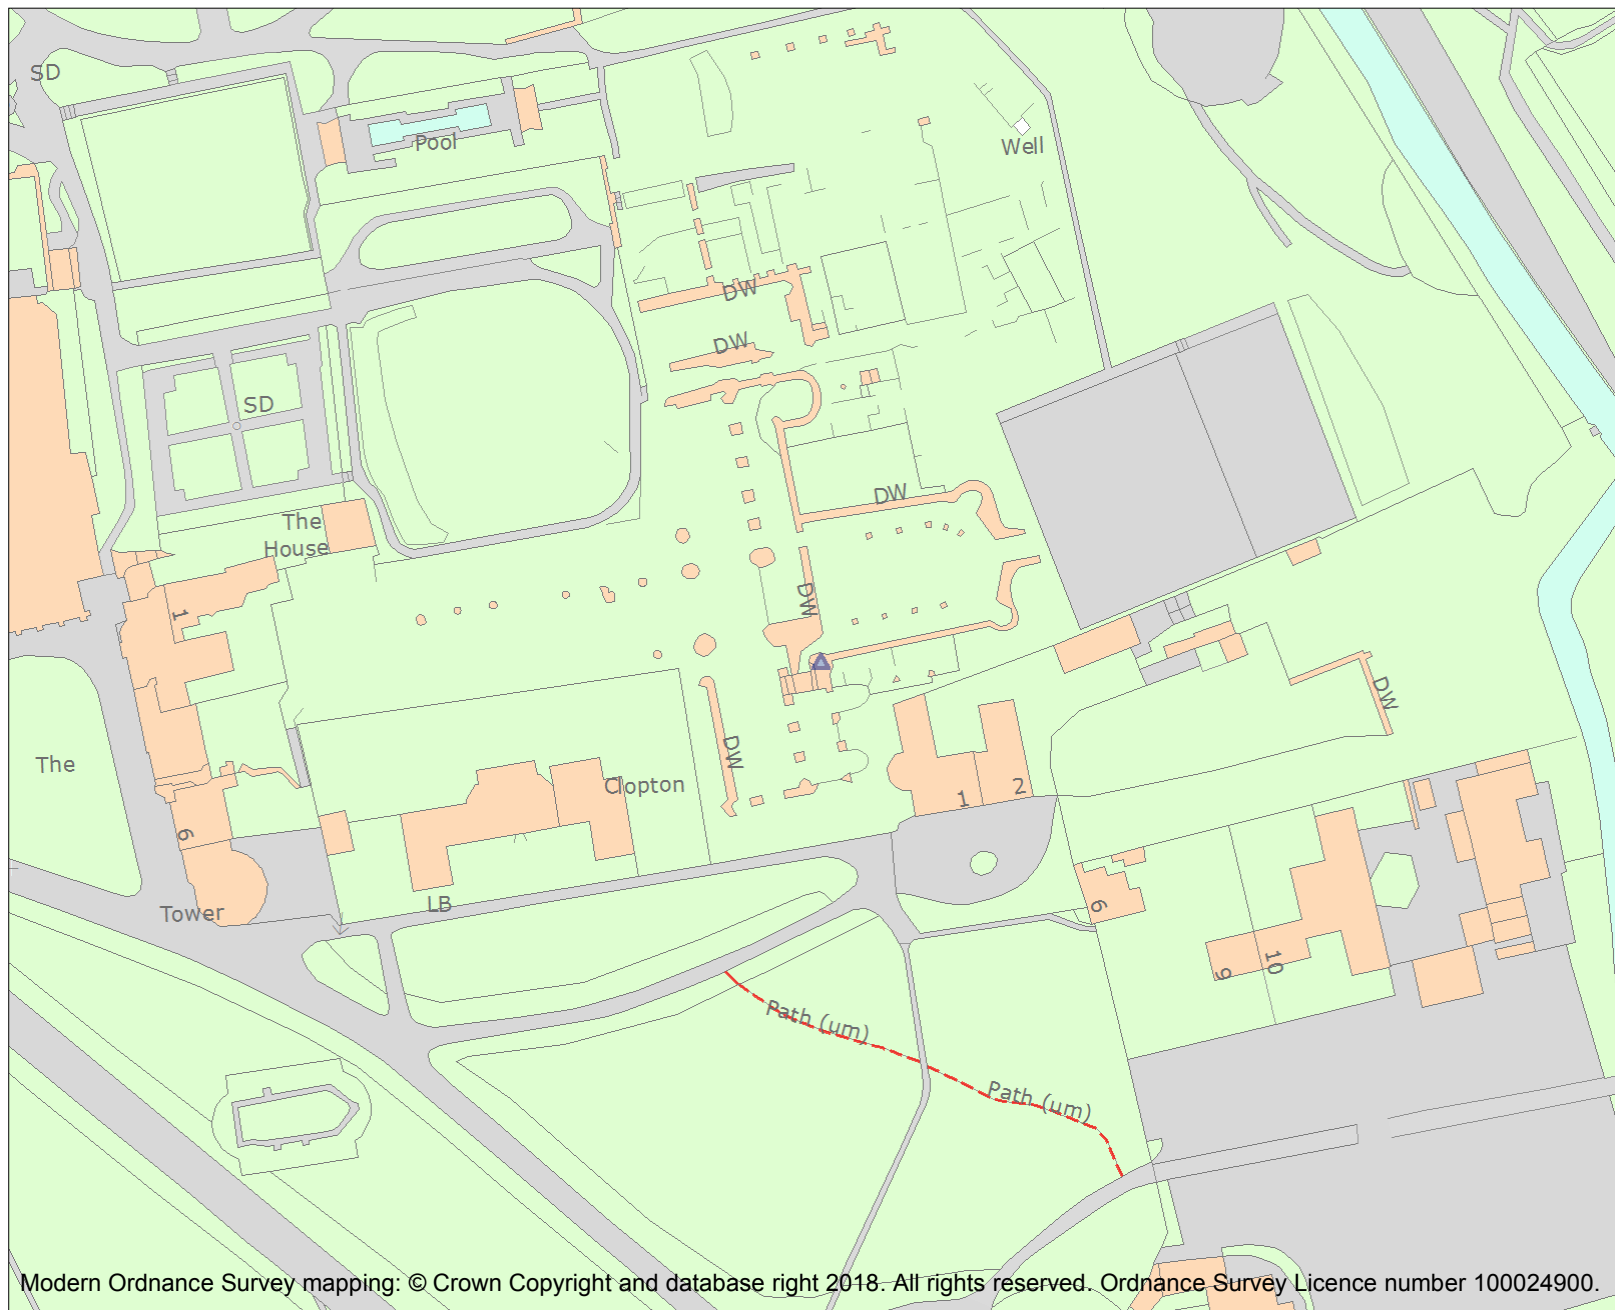 SD
Pool
Well
DW
DW
SD
DW
The
House
DW
1
The
DW
DW
Clopton
1
2
6
Tower
LB
6
9
10
Path (um)
Path (um)
Modern Ordnance Survey mapping: © Crown Copyright and database right 2018. All rights reserved. Ordnance Survey Licence number 100024900.